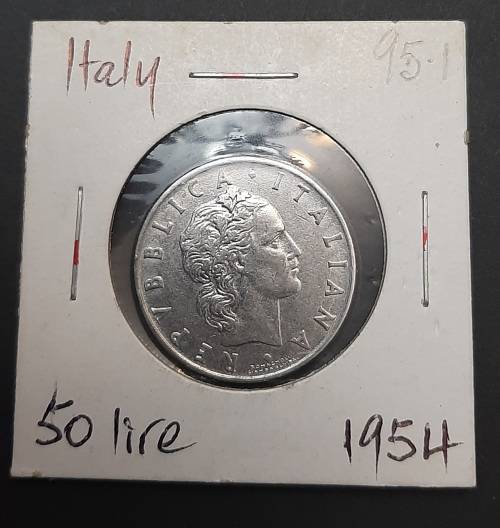 Italy
95.1
REPVBBLICA · ITALIANA
R
50 lire
1954